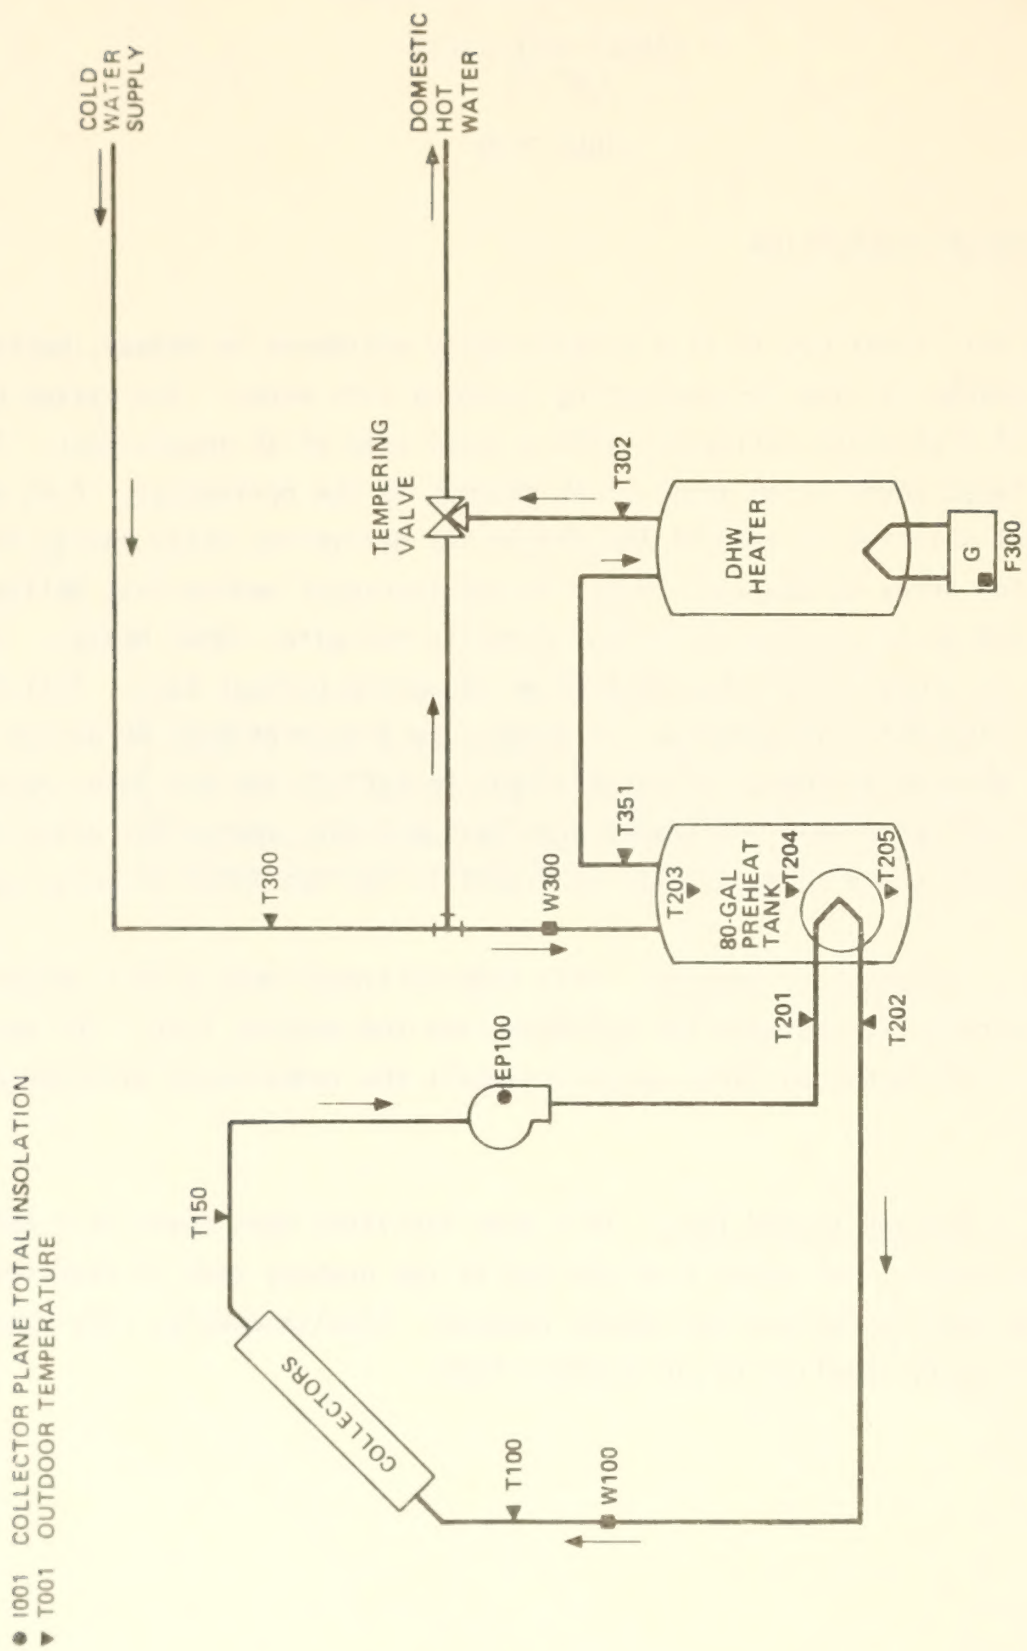 ● I001 COLLECTOR PLANE TOTAL INSOLATION
▼ T001 OUTDOOR TEMPERATURE
COLD
WATER
SUPPLY
DOMESTIC
HOT
WATER
TEMPERING
VALVE
T300
W300
T302
T351
DHW
HEATER
G
F300
80-GAL
PREHEAT
TANK
T203
T204
T205
T201
T202
EP100
T150
COLLECTORS
T100
W100